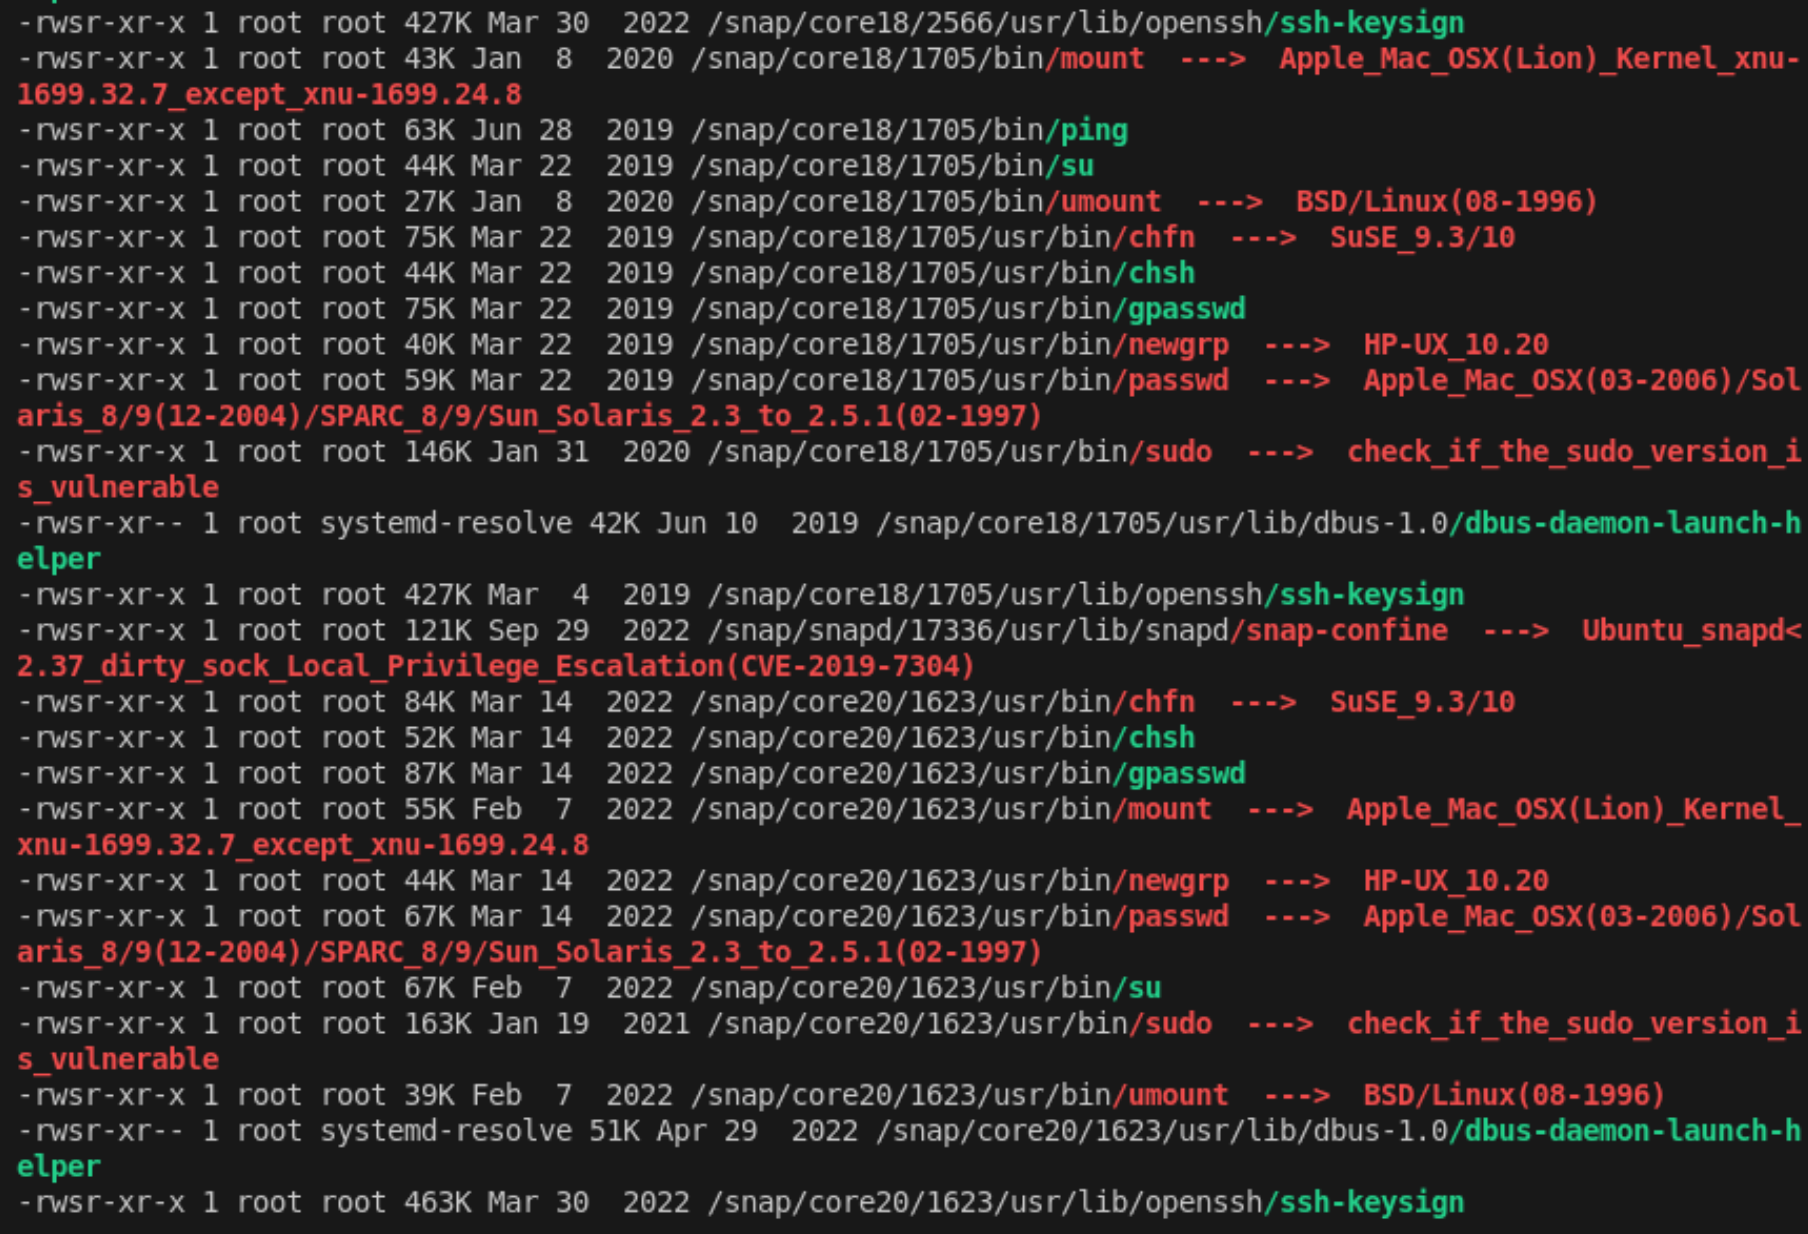 -rwsr-xr-x 1 root root 427K Mar 30  2022 /snap/core18/2566/usr/lib/openssh/ssh-keysign
-rwsr-xr-x 1 root root 43K Jan  8  2020 /snap/core18/1705/bin/mount  --->  Apple_Mac_OSX(Lion)_Kernel_xnu-
1699.32.7_except_xnu-1699.24.8
-rwsr-xr-x 1 root root 63K Jun 28  2019 /snap/core18/1705/bin/ping
-rwsr-xr-x 1 root root 44K Mar 22  2019 /snap/core18/1705/bin/su
-rwsr-xr-x 1 root root 27K Jan  8  2020 /snap/core18/1705/bin/umount  --->  BSD/Linux(08-1996)
-rwsr-xr-x 1 root root 75K Mar 22  2019 /snap/core18/1705/usr/bin/chfn  --->  SuSE_9.3/10
-rwsr-xr-x 1 root root 44K Mar 22  2019 /snap/core18/1705/usr/bin/chsh
-rwsr-xr-x 1 root root 75K Mar 22  2019 /snap/core18/1705/usr/bin/gpasswd
-rwsr-xr-x 1 root root 40K Mar 22  2019 /snap/core18/1705/usr/bin/newgrp  --->  HP-UX_10.20
-rwsr-xr-x 1 root root 59K Mar 22  2019 /snap/core18/1705/usr/bin/passwd  --->  Apple_Mac_OSX(03-2006)/Sol
aris_8/9(12-2004)/SPARC_8/9/Sun_Solaris_2.3_to_2.5.1(02-1997)
-rwsr-xr-x 1 root root 146K Jan 31  2020 /snap/core18/1705/usr/bin/sudo  --->  check_if_the_sudo_version_i
s_vulnerable
-rwsr-xr-- 1 root systemd-resolve 42K Jun 10  2019 /snap/core18/1705/usr/lib/dbus-1.0/dbus-daemon-launch-h
elper
-rwsr-xr-x 1 root root 427K Mar  4  2019 /snap/core18/1705/usr/lib/openssh/ssh-keysign
-rwsr-xr-x 1 root root 121K Sep 29  2022 /snap/snapd/17336/usr/lib/snapd/snap-confine  --->  Ubuntu_snapd<
2.37_dirty_sock_Local_Privilege_Escalation(CVE-2019-7304)
-rwsr-xr-x 1 root root 84K Mar 14  2022 /snap/core20/1623/usr/bin/chfn  --->  SuSE_9.3/10
-rwsr-xr-x 1 root root 52K Mar 14  2022 /snap/core20/1623/usr/bin/chsh
-rwsr-xr-x 1 root root 87K Mar 14  2022 /snap/core20/1623/usr/bin/gpasswd
-rwsr-xr-x 1 root root 55K Feb  7  2022 /snap/core20/1623/usr/bin/mount  --->  Apple_Mac_OSX(Lion)_Kernel_
xnu-1699.32.7_except_xnu-1699.24.8
-rwsr-xr-x 1 root root 44K Mar 14  2022 /snap/core20/1623/usr/bin/newgrp  --->  HP-UX_10.20
-rwsr-xr-x 1 root root 67K Mar 14  2022 /snap/core20/1623/usr/bin/passwd  --->  Apple_Mac_OSX(03-2006)/Sol
aris_8/9(12-2004)/SPARC_8/9/Sun_Solaris_2.3_to_2.5.1(02-1997)
-rwsr-xr-x 1 root root 67K Feb  7  2022 /snap/core20/1623/usr/bin/su
-rwsr-xr-x 1 root root 163K Jan 19  2021 /snap/core20/1623/usr/bin/sudo  --->  check_if_the_sudo_version_i
s_vulnerable
-rwsr-xr-x 1 root root 39K Feb  7  2022 /snap/core20/1623/usr/bin/umount  --->  BSD/Linux(08-1996)
-rwsr-xr-- 1 root systemd-resolve 51K Apr 29  2022 /snap/core20/1623/usr/lib/dbus-1.0/dbus-daemon-launch-h
elper
-rwsr-xr-x 1 root root 463K Mar 30  2022 /snap/core20/1623/usr/lib/openssh/ssh-keysign